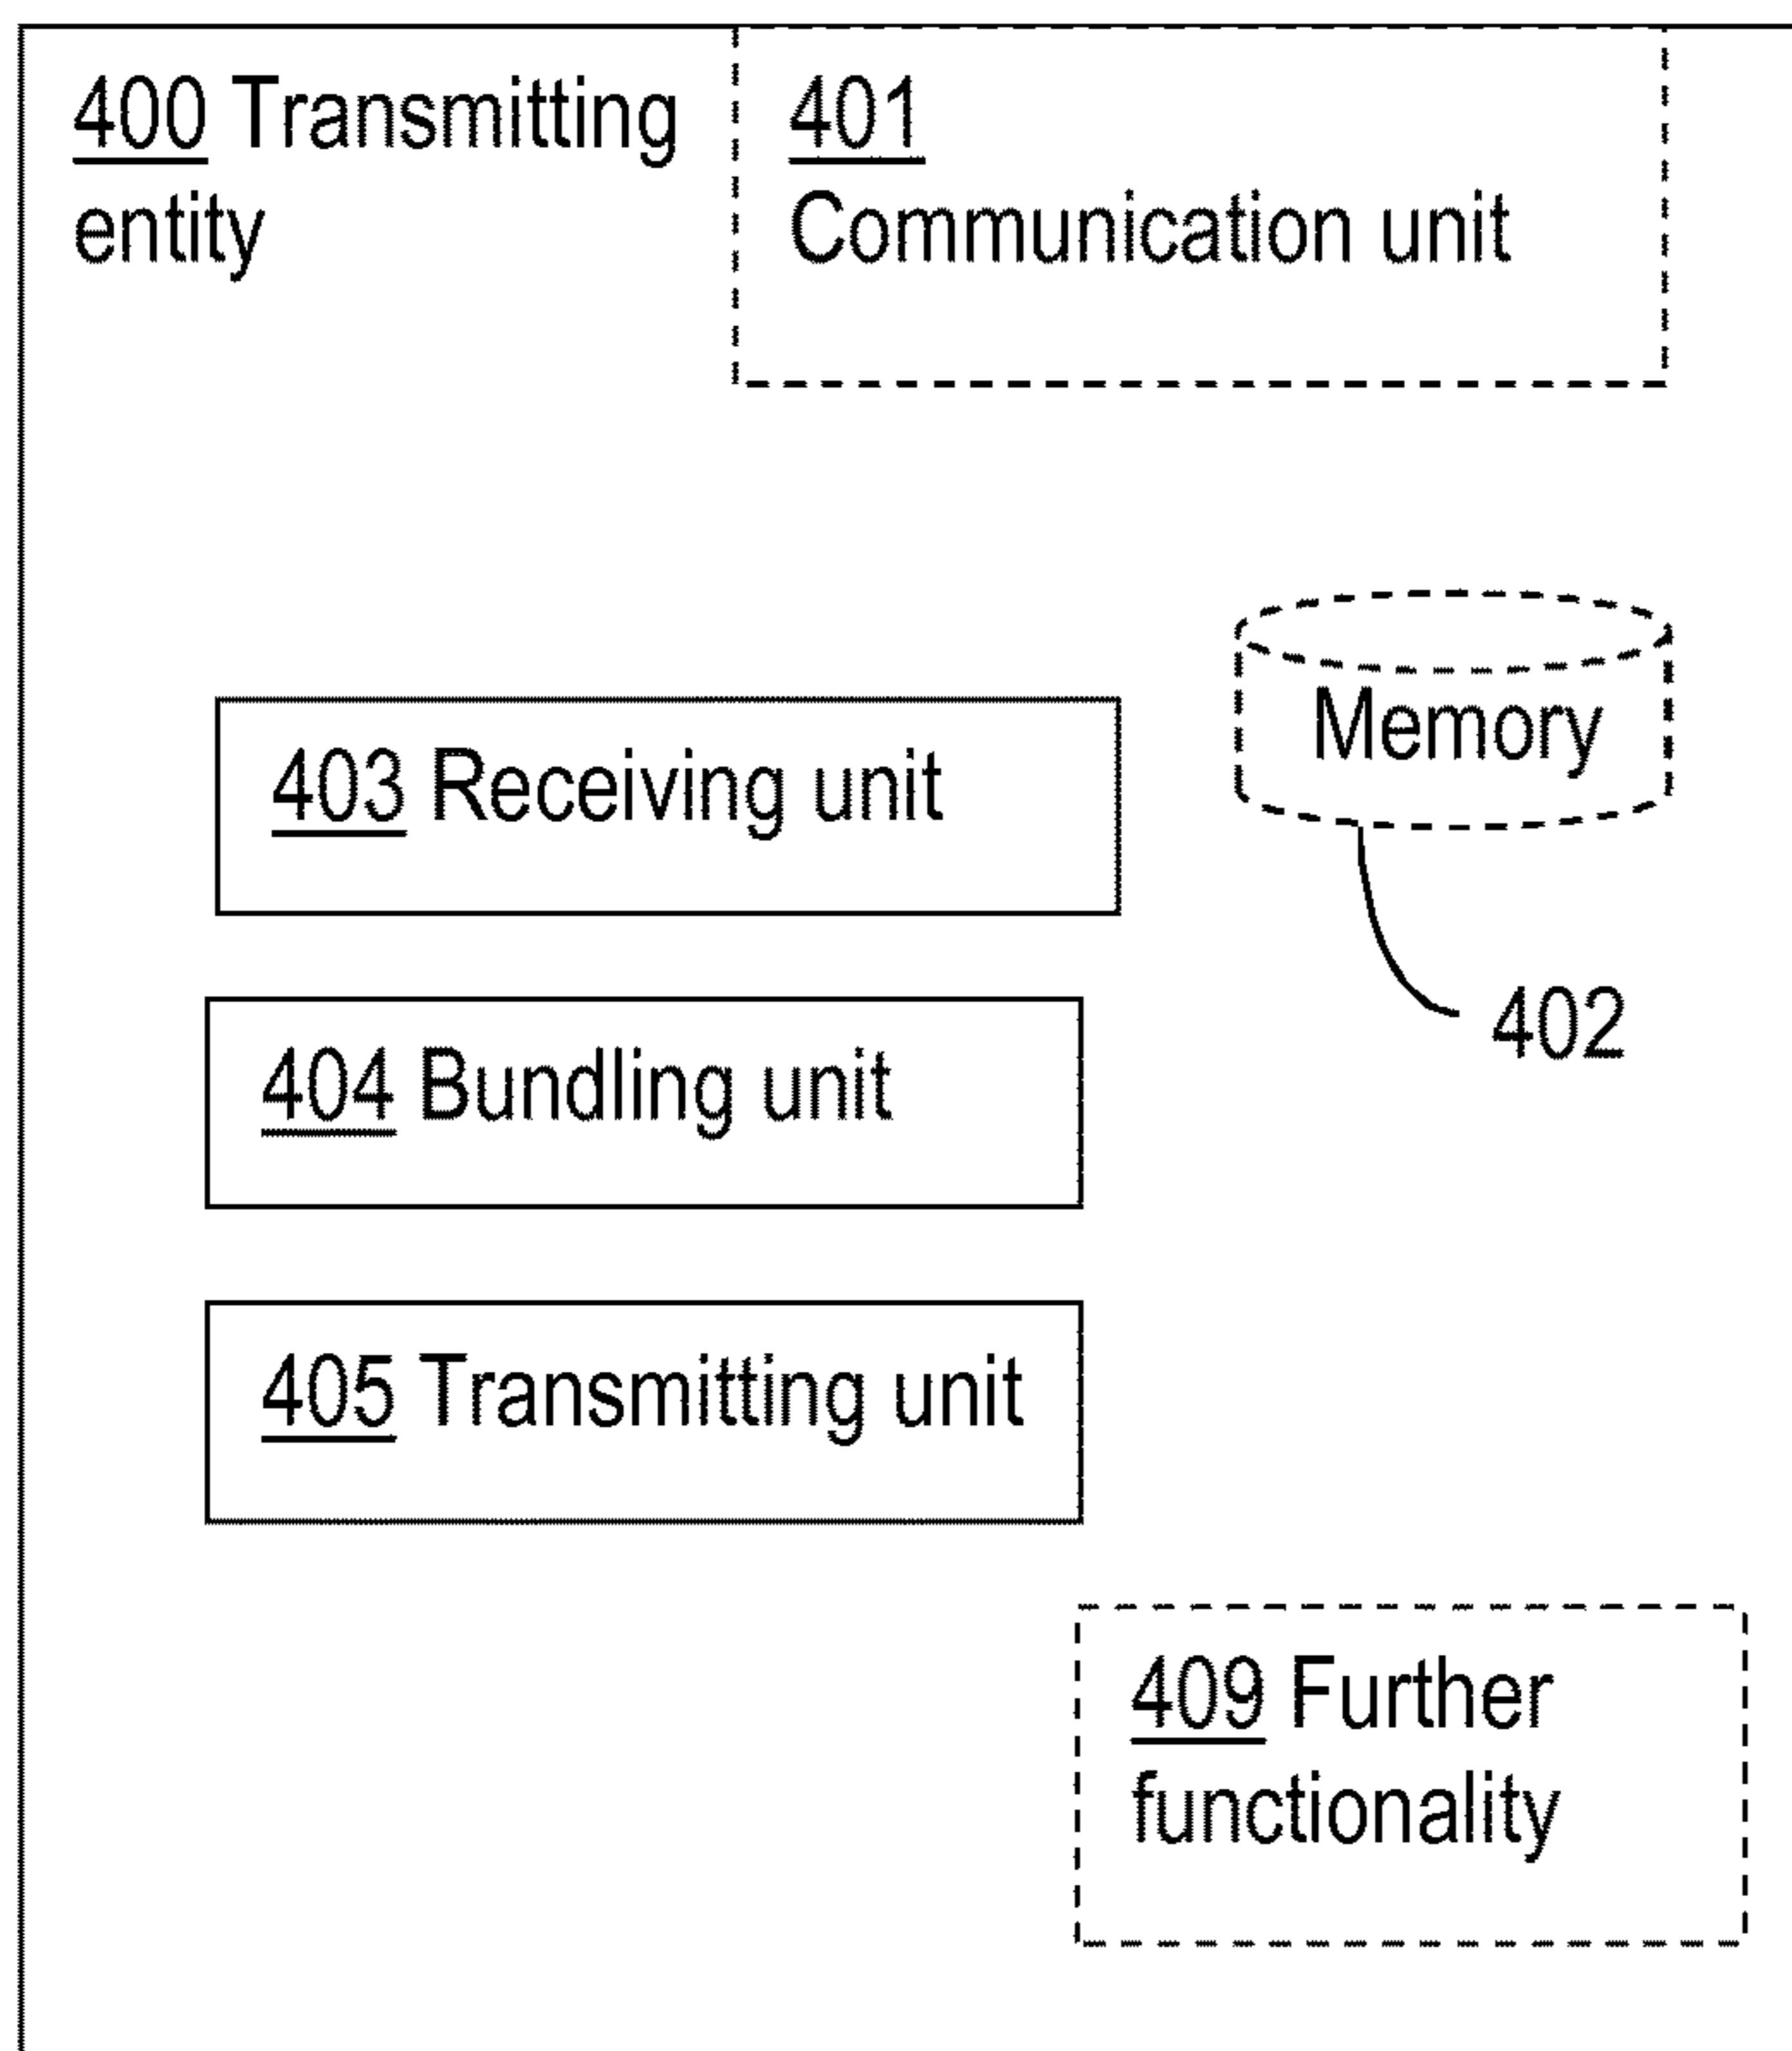 400 Transmitting
entity
401
Communication unit
Memory
403 Receiving unit
402
404 Bundling unit
405 Transmitting unit
409 Further
functionality